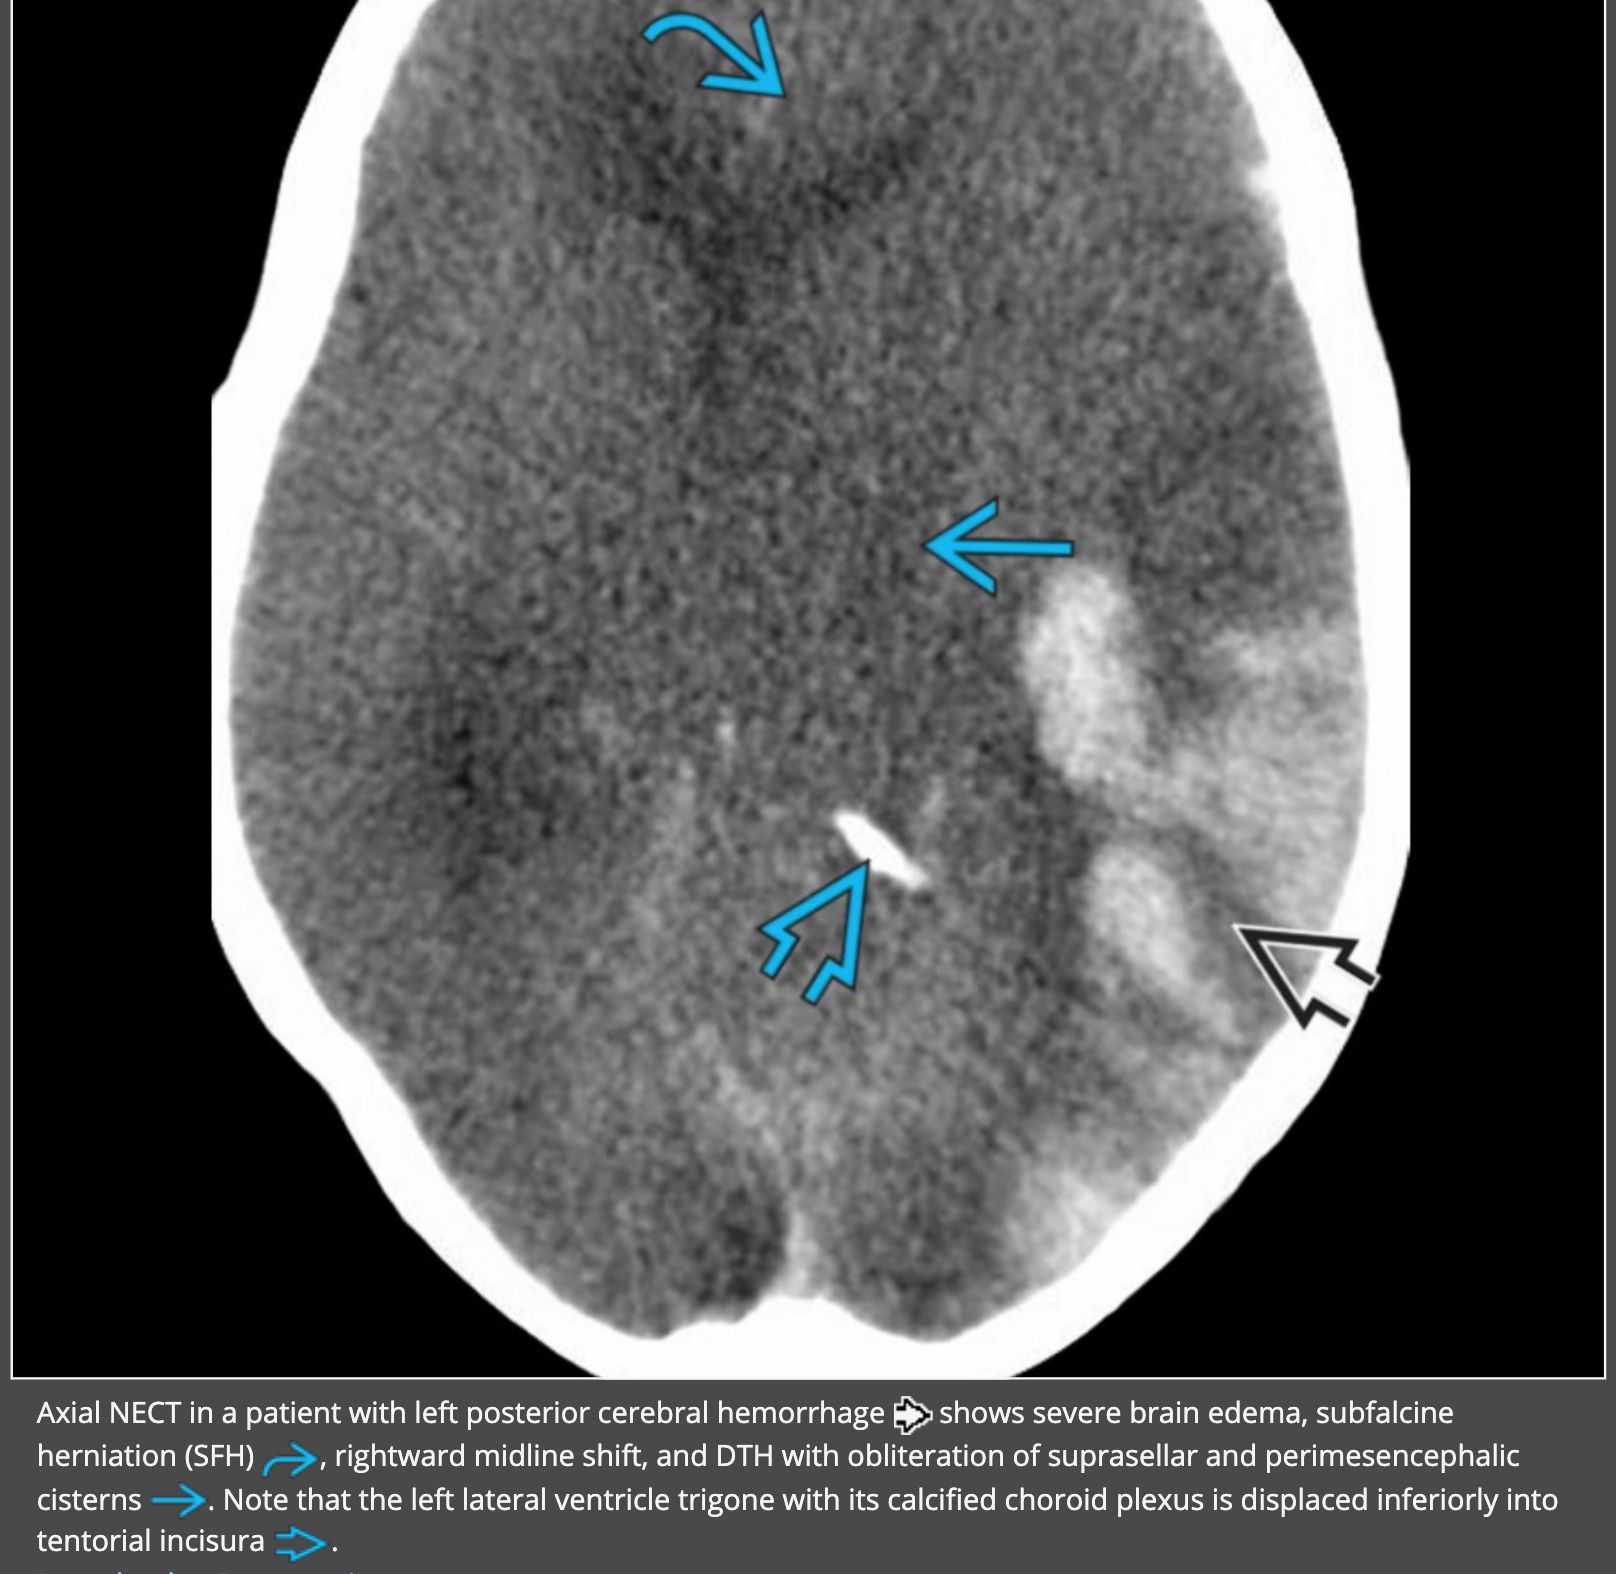 Axial NECT in a patient with left posterior cerebral hemorrhage shows severe brain edema, subfalcine
herniation (SFH) , rightward midline shift, and DTH with obliteration of suprasellar and perimesencephalic
cisterns . Note that the left lateral ventricle trigone with its calcified choroid plexus is displaced inferiorly into
tentorial incisura .